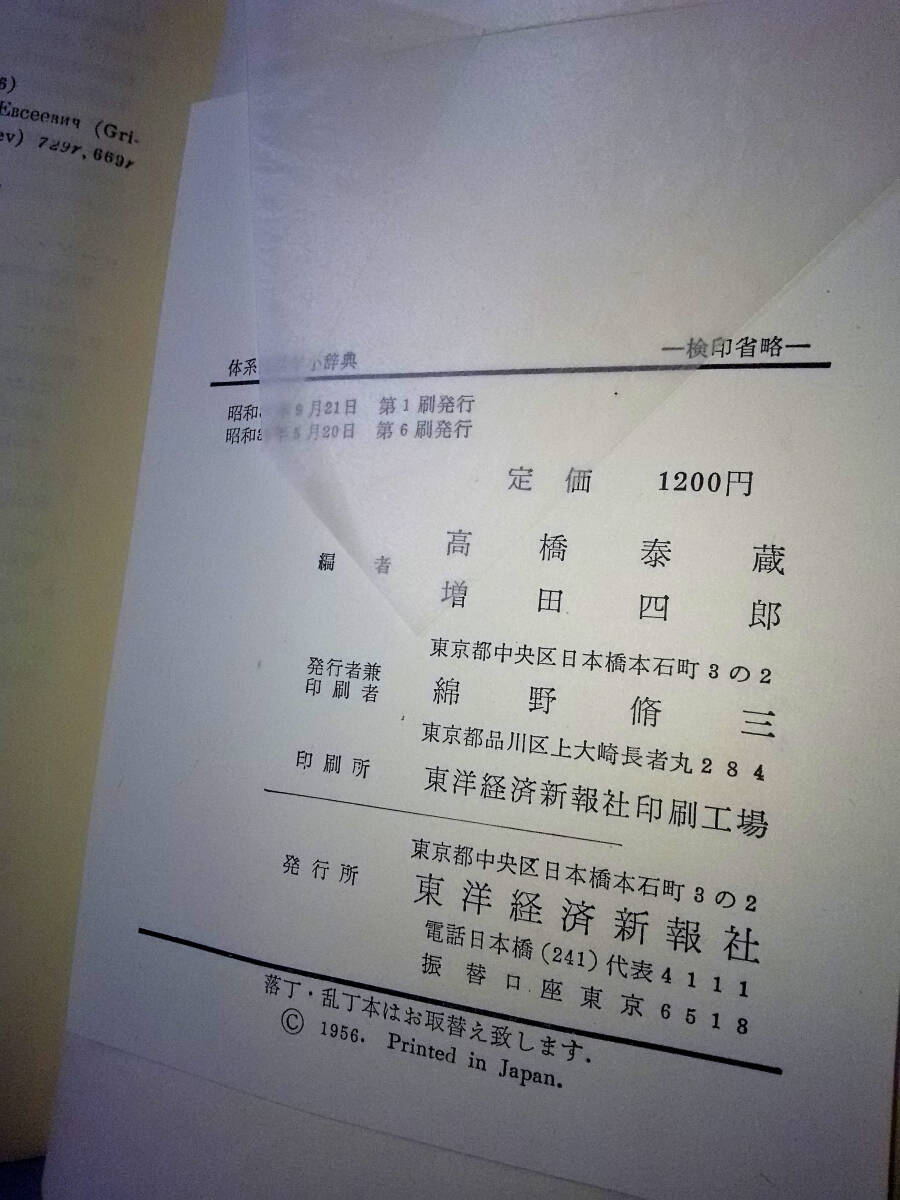 6)
Евсеевич (Gri-
ev) 729r, 669r
—検印省略—
体系 小辞典
昭和3 年9月21日 第1刷発行
昭和3 年5月20日 第6刷発行
定価 1200円
編者 高橋泰蔵
増田四郎
東京都中央区日本橋本石町3の2
発行者兼
印刷者 綿野脩三
東京都品川区上大崎長者丸284
印刷所 東洋経済新報社印刷工場
東京都中央区日本橋本石町3の2
発行所 東洋経済新報社
電話日本橋(241)代表4111
振替口座東京6518
落丁・乱丁本はお取替え致します.
© 1956. Printed in Japan.